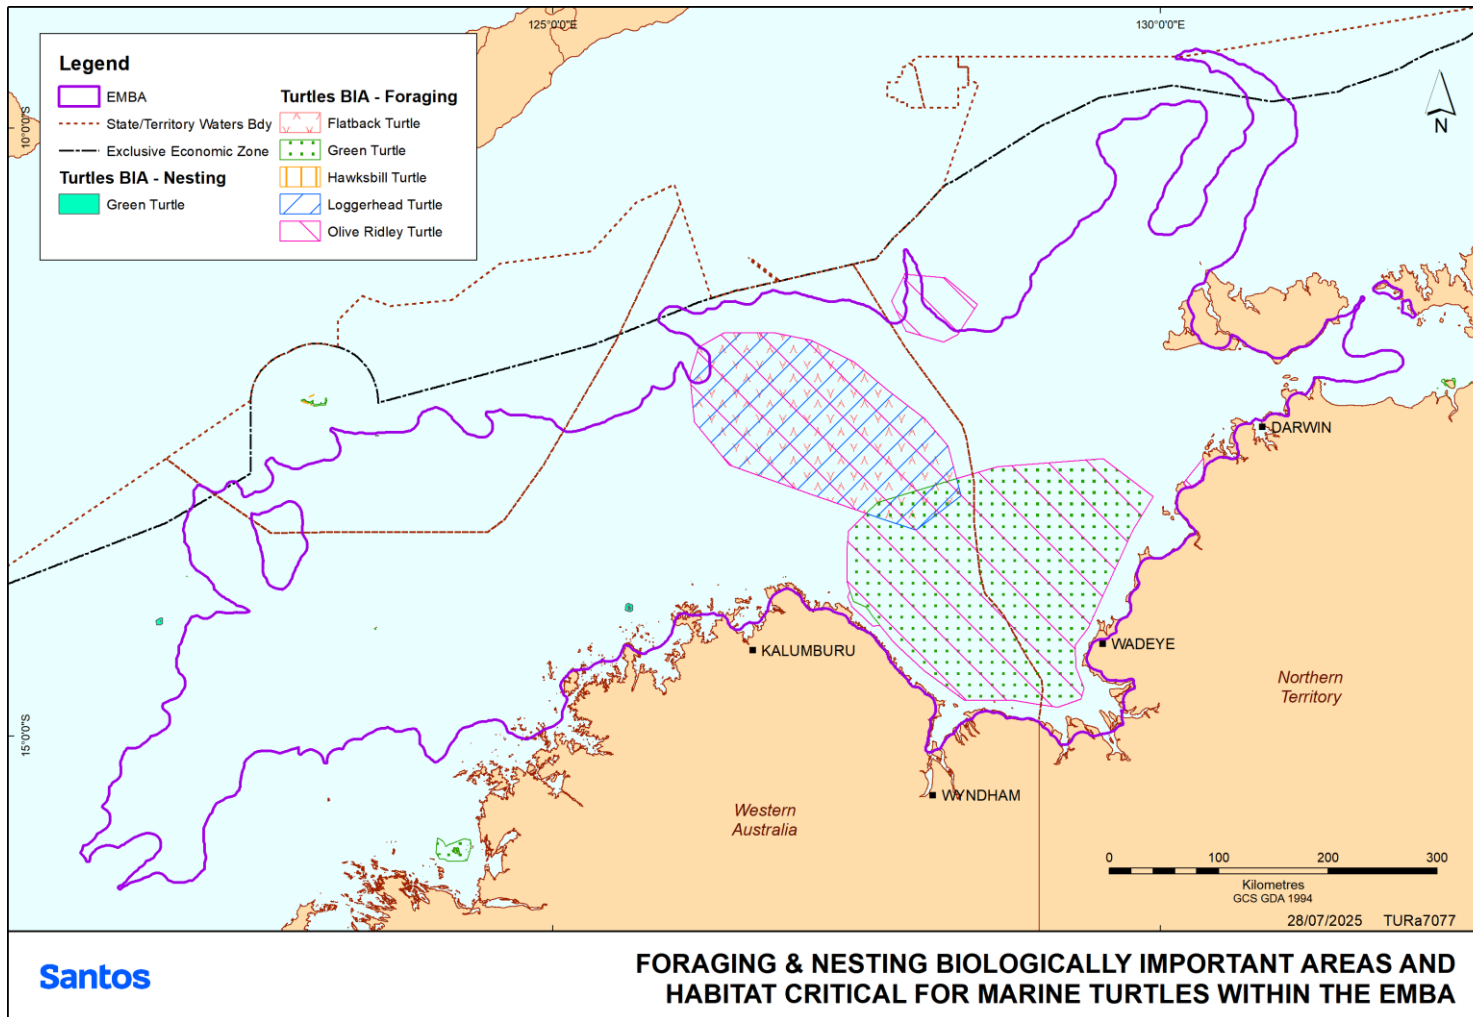 125°0'0"E
130°0'0"E
10°0'0"S
15°0'0"S
Legend
EMBA
State/Territory Waters Bdy
Exclusive Economic Zone
Turtles BIA - Nesting
Green Turtle
Turtles BIA - Foraging
Flatback Turtle
Green Turtle
Hawksbill Turtle
Loggerhead Turtle
Olive Ridley Turtle
N
DARWIN
KALUMBURU
WADEYE
Northern
Territory
WYNDHAM
Western
Australia
0 100 200 300
Kilometres
GCS GDA 1994
28/07/2025 TURa7077
Santos
FORAGING & NESTING BIOLOGICALLY IMPORTANT AREAS AND
HABITAT CRITICAL FOR MARINE TURTLES WITHIN THE EMBA